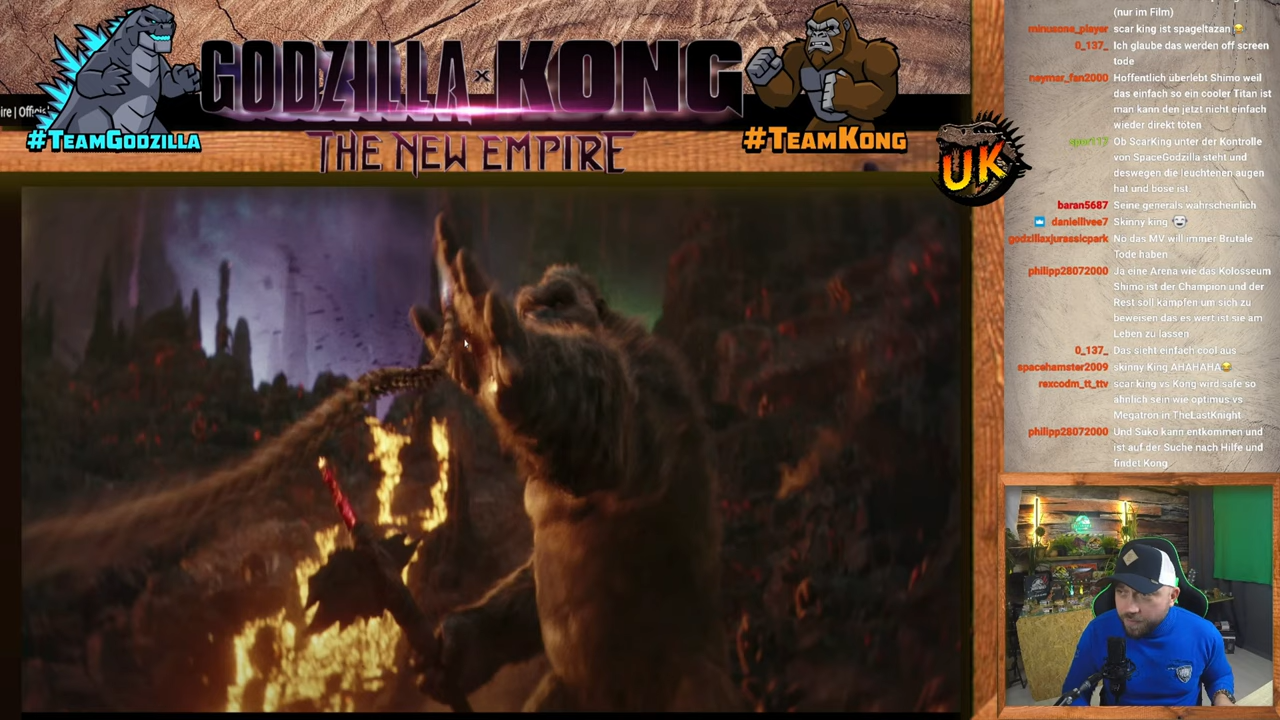 GODZILLA x KONG
THE NEW EMPIRE
#TEAMGODZILLA
#TEAMKONG
UK
ire | Offici
(nur im Film)
minusone_player scar king ist spageltazan
0_137_ Ich glaube das werden off screen
tode
neymar_fan2000 Hoffentlich überlebt Shimo weil
das einfach so ein cooler Titan ist
man kann den jetzt nicht einfach
wieder direkt töten
Ob ScarKing unter der Kontrolle
von SpaceGodzilla steht und
deswegen die leuchtenen augen
hat und böse ist.
baran5687 Seine generals wahrscheinlich
daniellvee7 Skinny king
godzillaxjurassicpark No das MV will immer Brutale
Tode haben
philipp28072000 Ja eine Arena wie das Kolosseum
Shimo ist der Champion und der
Rest soll kämpfen um sich zu
beweisen das es wert ist sie am
Leben zu lassen
0_137_ Das sieht einfach cool aus
spacehamster2009 skinny King AHAHAHA
rexcodm_tt_ttv scar king vs Kong wird safe so
ähnlich sein wie optimus vs
Megatron in TheLastKnight
philipp28072000 Und Suko kann entkommen und
ist auf der Suche nach Hilfe und
findet Kong